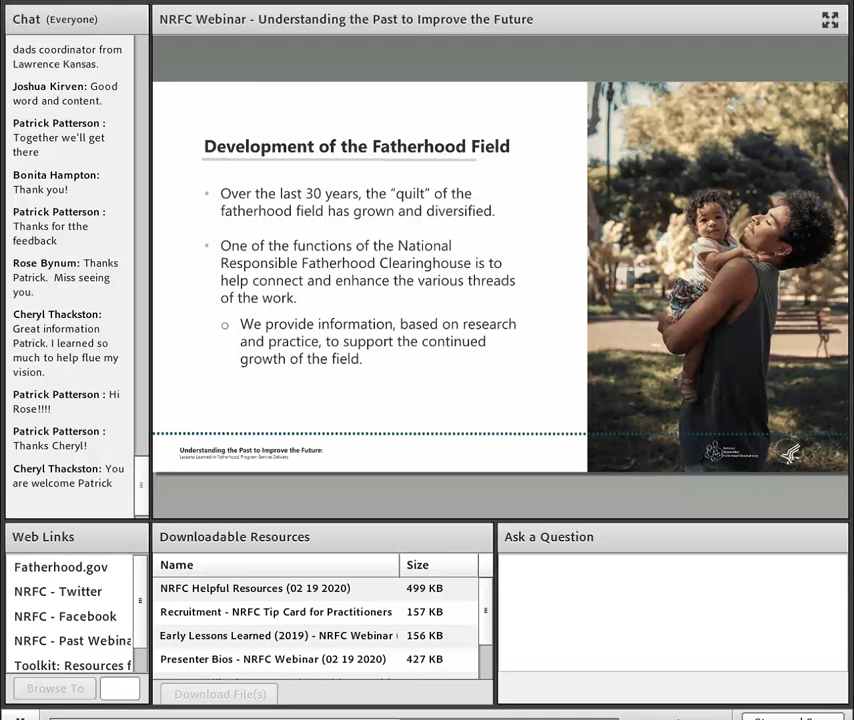 Chat (Everyone)
dads coordinator from
Lawrence Kansas.
Joshua Kirven: Good
word and content.
Patrick Patterson :
Together we'll get
there
Bonita Hampton:
Thank you!
Patrick Patterson :
Thanks for tthe
feedback
Rose Bynum: Thanks
Patrick. Miss seeing
you.
Cheryl Thackston:
Great information
Patrick. I learned so
much to help flue my
vision.
Patrick Patterson : Hi
Rose!!!!
Patrick Patterson :
Thanks Cheryl!
Cheryl Thackston: You
are welcome Patrick
NRFC Webinar - Understanding the Past to Improve the Future
Development of the Fatherhood Field
• Over the last 30 years, the “quilt” of the
fatherhood field has grown and diversified.
• One of the functions of the National
Responsible Fatherhood Clearinghouse is to
help connect and enhance the various threads
of the work.
o We provide information, based on research
and practice, to support the continued
growth of the field.
Understanding the Past to Improve the Future:
Lessons Learned in Fatherhood Program Service Delivery
Web Links
Fatherhood.gov
NRFC - Twitter
NRFC - Facebook
NRFC - Past Webina
Toolkit: Resources f
Browse To
Downloadable Resources
Name Size
NRFC Helpful Resources (02 19 2020) 499 KB
Recruitment - NRFC Tip Card for Practitioners 157 KB
Early Lessons Learned (2019) - NRFC Webinar 156 KB
Presenter Bios - NRFC Webinar (02 19 2020) 427 KB
Download File(s)
Ask a Question